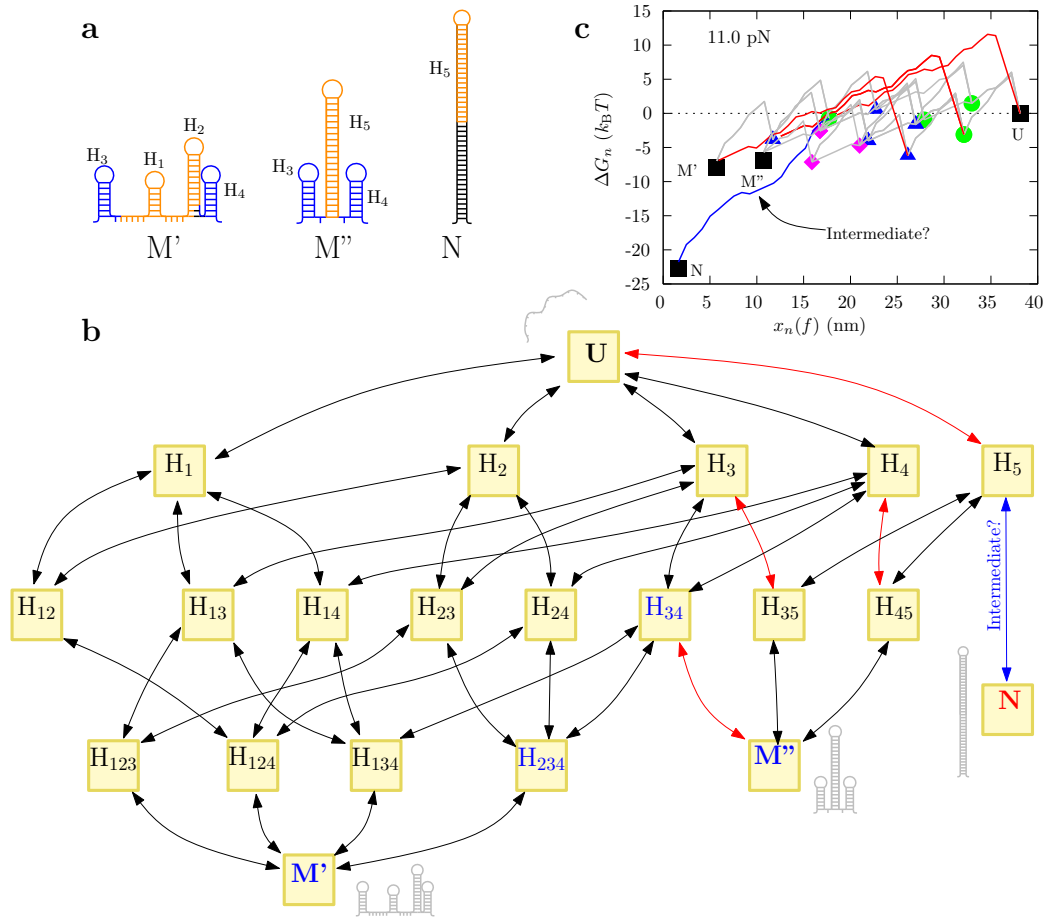 a
H₅
H₂
H₃
H₁
H₄
M'
H₅
H₃
H₄
M"
N
c
11.0 pN
ΔGₙ (k_BT)
15
10
5
0
-5
-10
-15
-20
-25
M'
M"
U
N
Intermediate?
0
5
10
15
20
25
30
35
40
xₙ(f) (nm)
b
U
H₁
H₂
H₃
H₄
H₅
Intermediate?
H₁₂
H₁₃
H₁₄
H₂₃
H₂₄
H₃₄
H₃₅
H₄₅
N
H₁₂₃
H₁₂₄
H₁₃₄
H₂₃₄
M"
M'